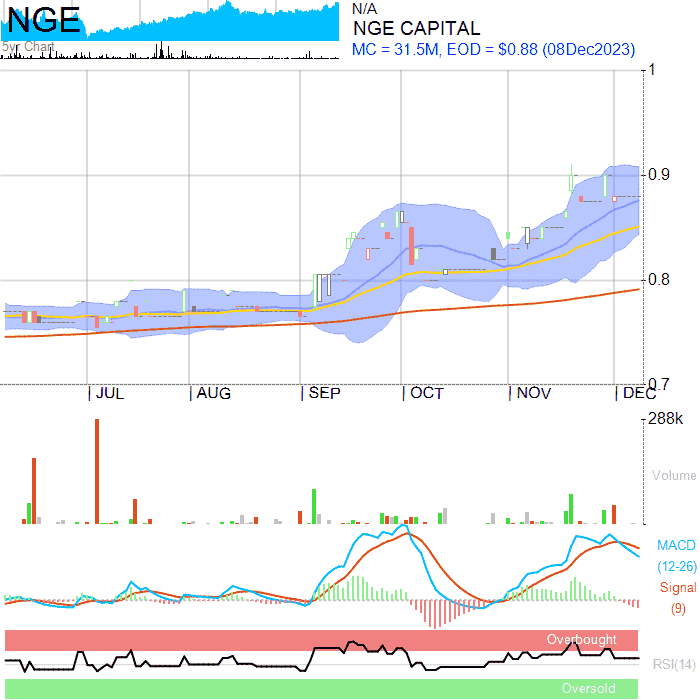 NGE
5yr Chart
N/A
NGE CAPITAL
MC = 31.5M, EOD = $0.88 (08Dec2023)
1
0.9
0.8
0.7
JUL AUG SEP OCT NOV DEC
288k
Volume
MACD
(12-26)
Signal
(9)
Overbought
RSI(14)
Oversold